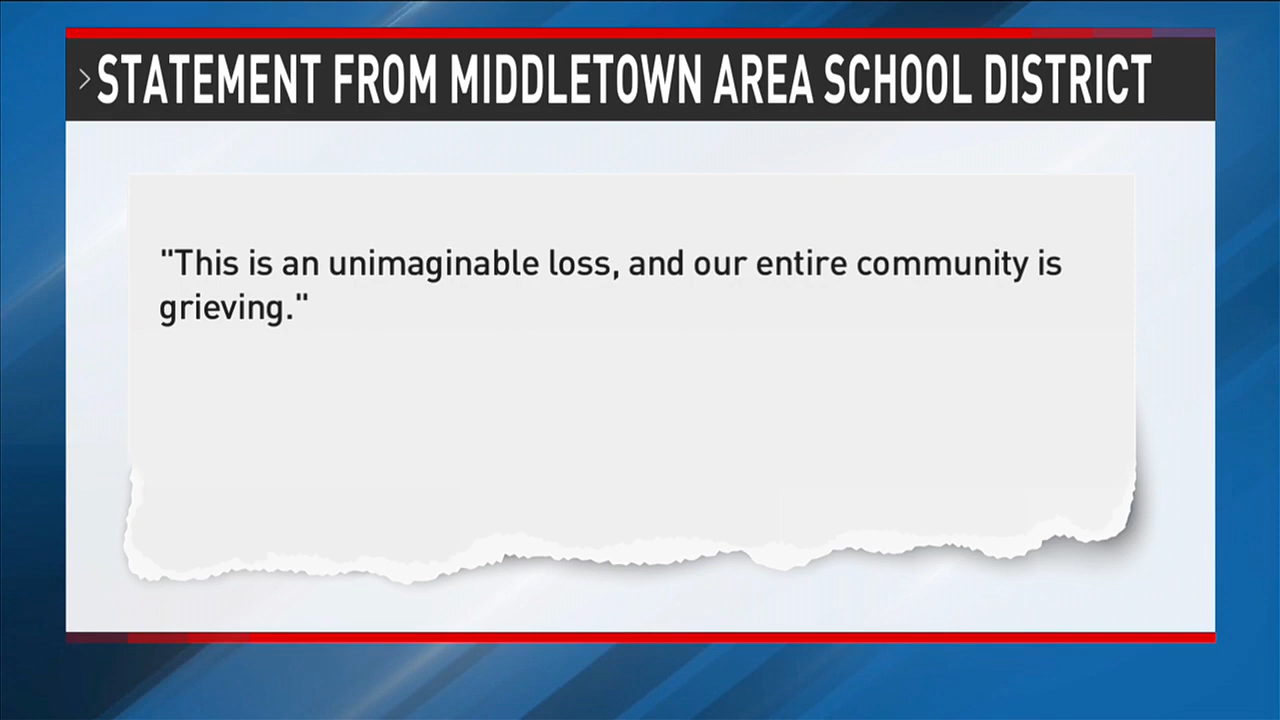 STATEMENT FROM MIDDLETOWN AREA SCHOOL DISTRICT
"This is an unimaginable loss, and our entire community is
grieving."